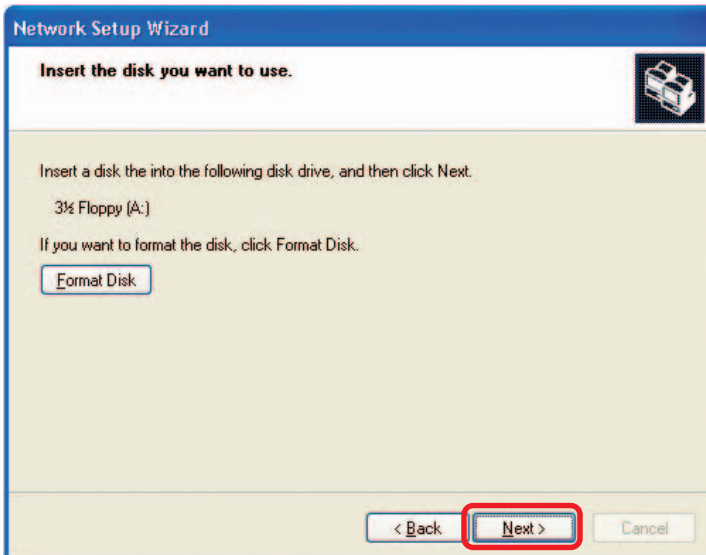 Network Setup Wizard
Insert the disk you want to use.
Insert a disk the into the following disk drive, and then click Next.
3½ Floppy (A:)
If you want to format the disk, click Format Disk.
Format Disk
< Back Next > Cancel